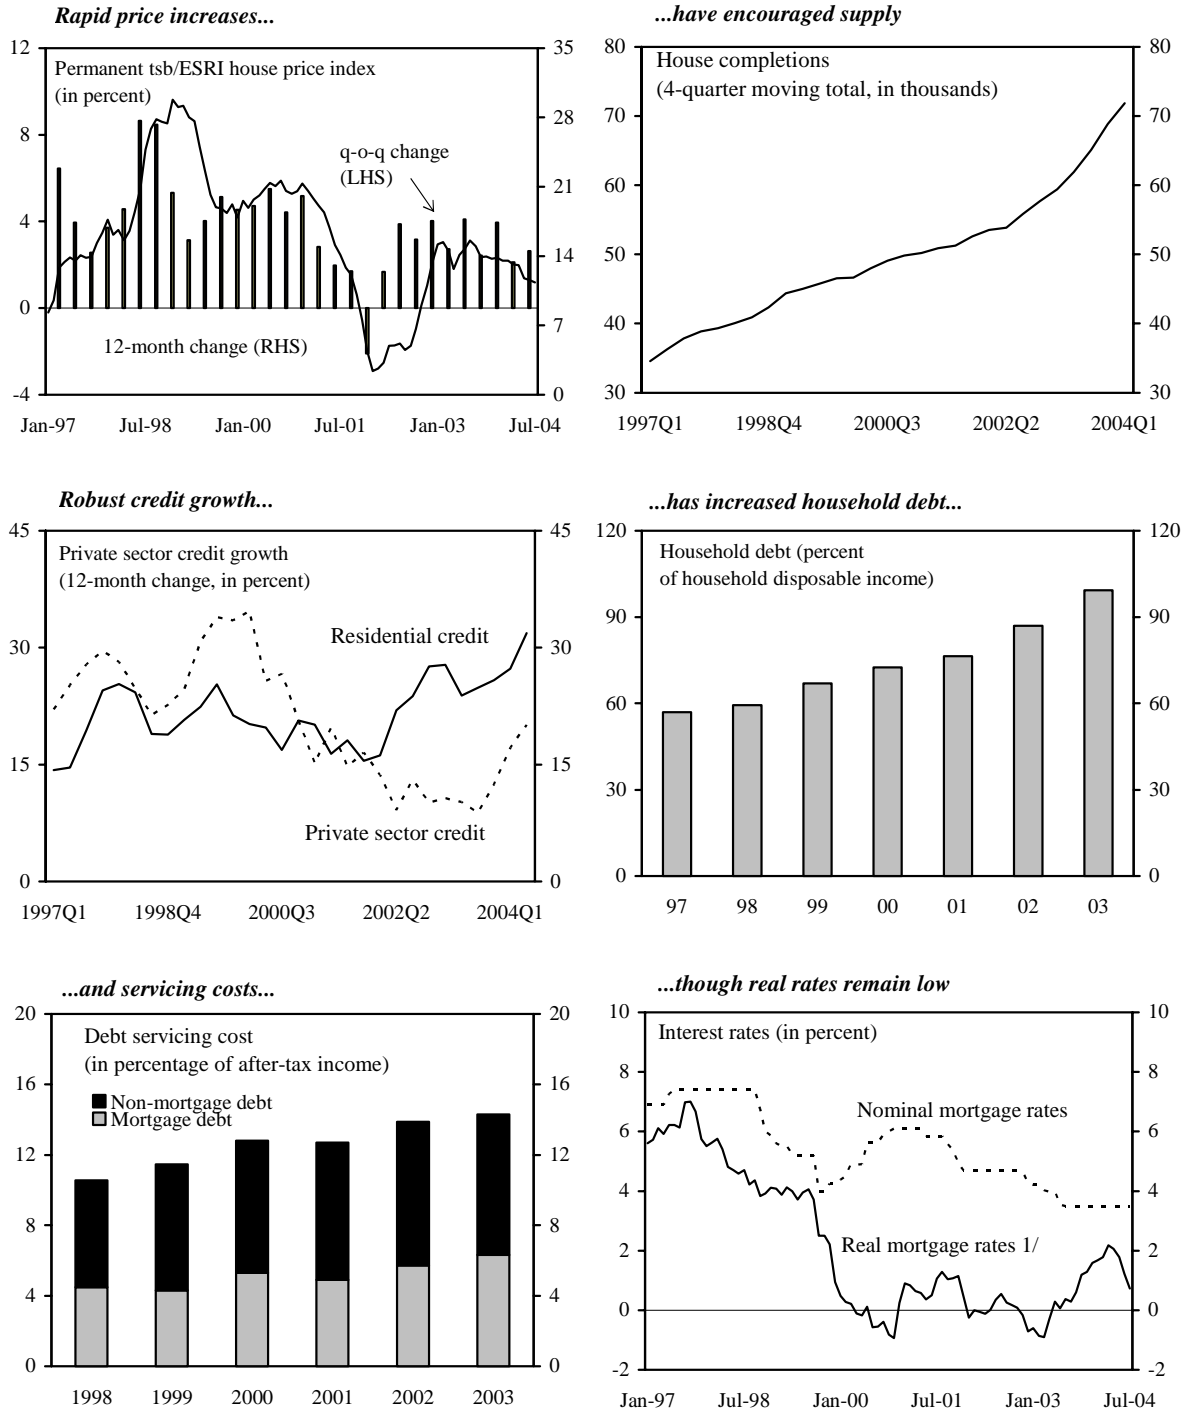 Rapid price increases...
12
8
4
0
-4
35
28
21
14
7
0
Permanent tsb/ESRI house price index
(in percent)
q-o-q change
(LHS)
12-month change (RHS)
Jan-97 Jul-98 Jan-00 Jul-01 Jan-03 Jul-04
...have encouraged supply
80
70
60
50
40
30
80
70
60
50
40
30
House completions
(4-quarter moving total, in thousands)
1997Q1 1998Q4 2000Q3 2002Q2 2004Q1
Robust credit growth...
45
30
15
0
45
30
15
0
Private sector credit growth
(12-month change, in percent)
Residential credit
Private sector credit
1997Q1 1998Q4 2000Q3 2002Q2 2004Q1
...has increased household debt...
120
90
60
30
0
120
90
60
30
0
Household debt (percent
of household disposable income)
97 98 99 00 01 02 03
...and servicing costs...
20
16
12
8
4
0
20
16
12
8
4
0
Debt servicing cost
(in percentage of after-tax income)
Non-mortgage debt
Mortgage debt
1998 1999 2000 2001 2002 2003
...though real rates remain low
10
8
6
4
2
0
-2
10
8
6
4
2
0
-2
Interest rates (in percent)
Nominal mortgage rates
Real mortgage rates 1/
Jan-97 Jul-98 Jan-00 Jul-01 Jan-03 Jul-04